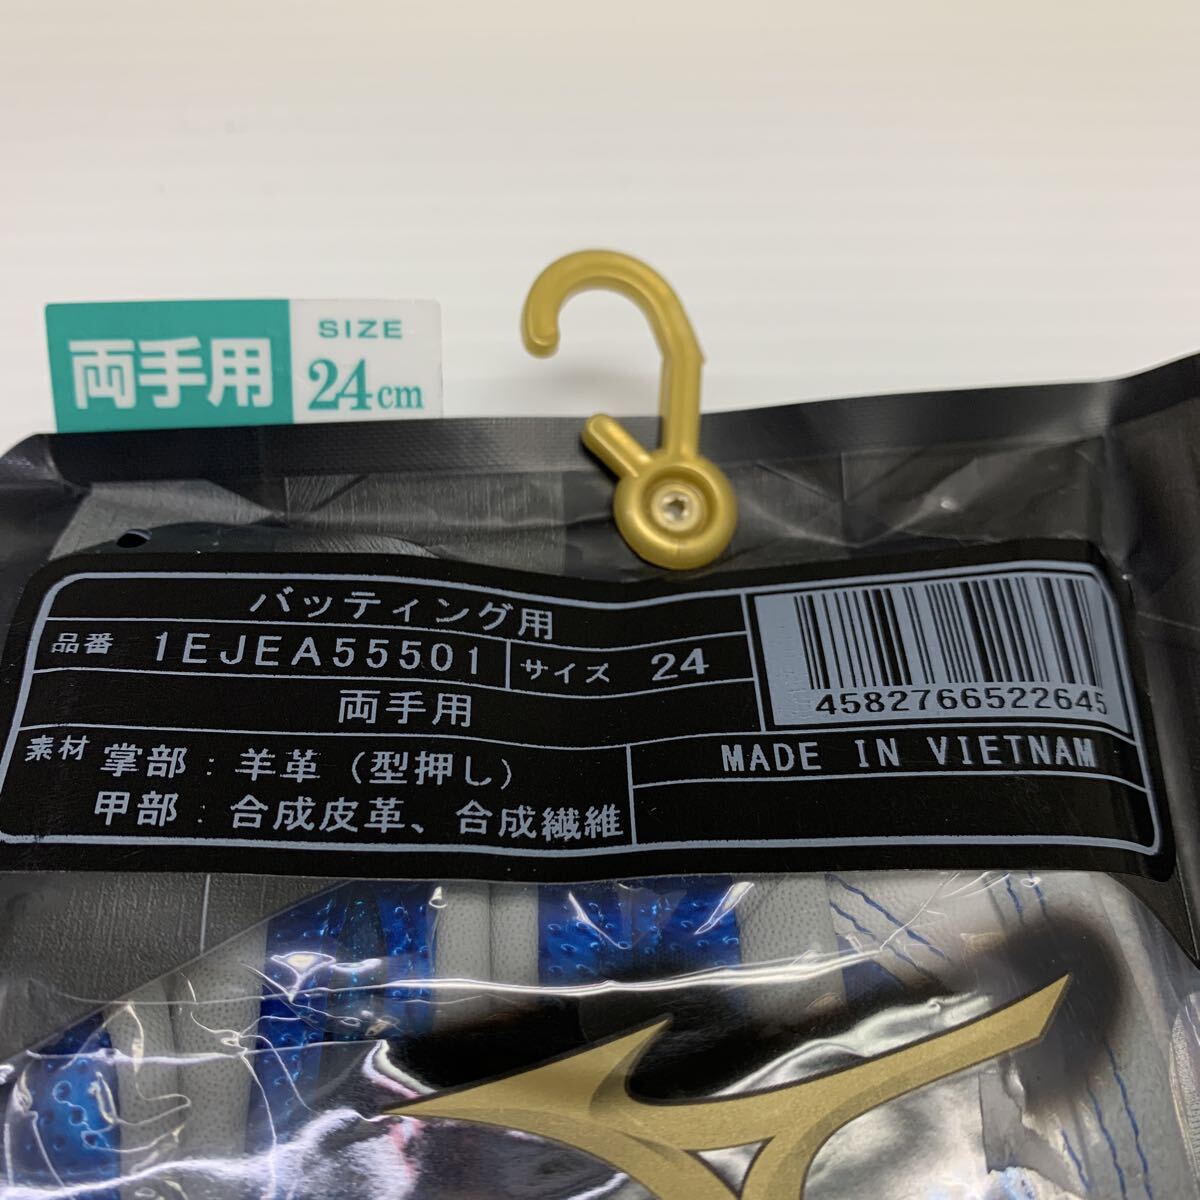 両手用
SIZE
24cm
バッティング用
品番 1EJEA55501 サイズ 24
両手用
素材 掌部：羊革（型押し）
甲部：合成皮革、合成繊維
4582766522645
MADE IN VIETNAM